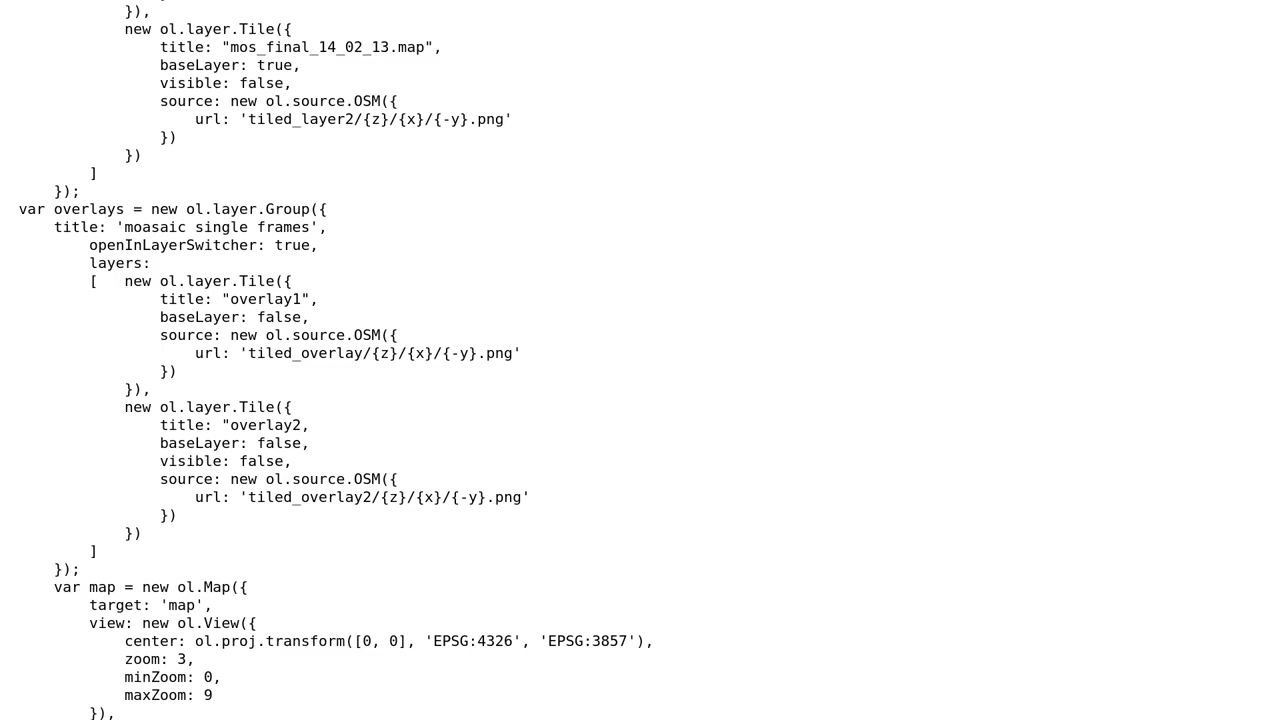 }),
new ol.layer.Tile({
title: "mos_final_14_02_13.map",
baseLayer: true,
visible: false,
source: new ol.source.OSM({
url: 'tiled_layer2/{z}/{x}/{-y}.png'
})
})
]
});
var overlays = new ol.layer.Group({
title: 'moasaic single frames',
openInLayerSwitcher: true,
layers:
[   new ol.layer.Tile({
title: "overlay1",
baseLayer: false,
source: new ol.source.OSM({
url: 'tiled_overlay/{z}/{x}/{-y}.png'
})
}),
new ol.layer.Tile({
title: "overlay2,
baseLayer: false,
visible: false,
source: new ol.source.OSM({
url: 'tiled_overlay2/{z}/{x}/{-y}.png'
})
})
]
});
var map = new ol.Map({
target: 'map',
view: new ol.View({
center: ol.proj.transform([0, 0], 'EPSG:4326', 'EPSG:3857'),
zoom: 3,
minZoom: 0,
maxZoom: 9
}),